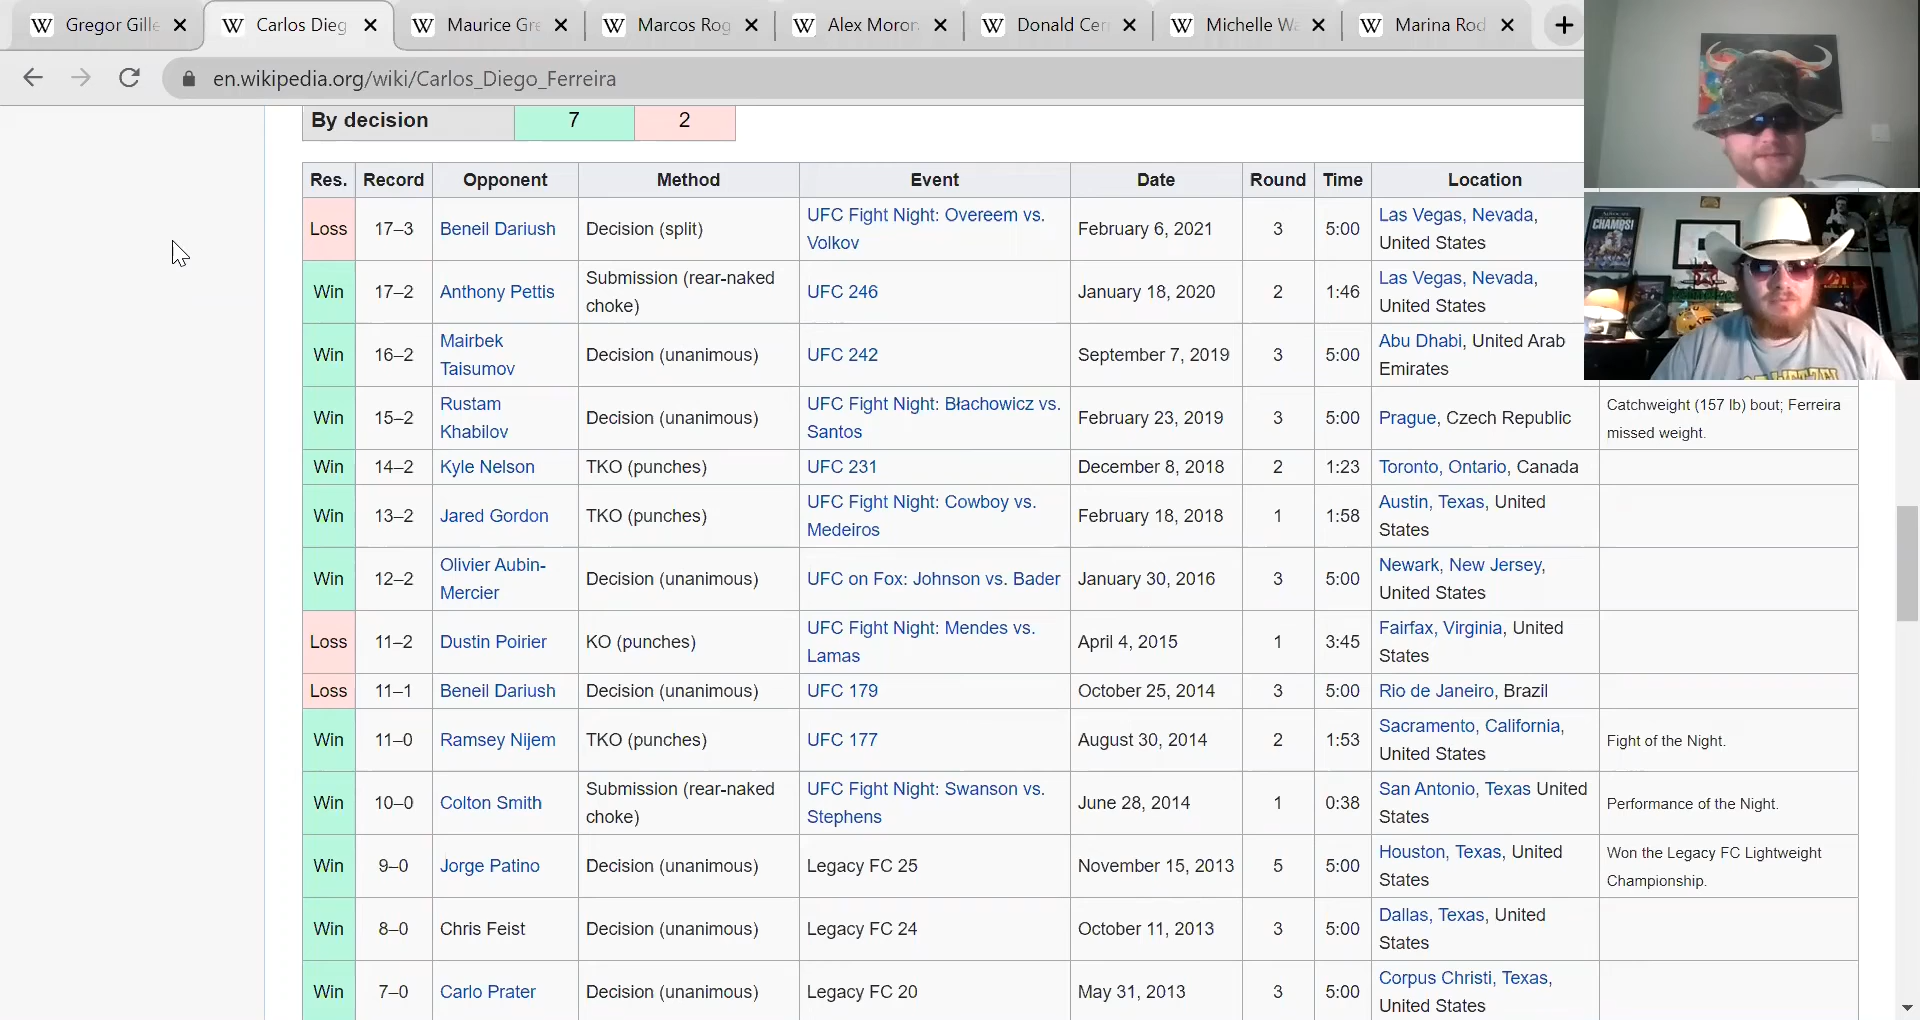 Gregor Gille
Carlos Dieg
Maurice Gre
Marcos Rog
Alex Moron
Donald Cerr
Michelle Wa
Marina Rod
en.wikipedia.org/wiki/Carlos_Diego_Ferreira
By decision 7 2
Res. Record Opponent Method Event Date Round Time Location
Loss 17–3 Beneil Dariush Decision (split) UFC Fight Night: Overeem vs. Volkov February 6, 2021 3 5:00 Las Vegas, Nevada, United States
Win 17–2 Anthony Pettis Submission (rear-naked choke) UFC 246 January 18, 2020 2 1:46 Las Vegas, Nevada, United States
Win 16–2 Mairbek Taisumov Decision (unanimous) UFC 242 September 7, 2019 3 5:00 Abu Dhabi, United Arab Emirates
Win 15–2 Rustam Khabilov Decision (unanimous) UFC Fight Night: Błachowicz vs. Santos February 23, 2019 3 5:00 Prague, Czech Republic Catchweight (157 lb) bout; Ferreira missed weight.
Win 14–2 Kyle Nelson TKO (punches) UFC 231 December 8, 2018 2 1:23 Toronto, Ontario, Canada
Win 13–2 Jared Gordon TKO (punches) UFC Fight Night: Cowboy vs. Medeiros February 18, 2018 1 1:58 Austin, Texas, United States
Win 12–2 Olivier Aubin-Mercier Decision (unanimous) UFC on Fox: Johnson vs. Bader January 30, 2016 3 5:00 Newark, New Jersey, United States
Loss 11–2 Dustin Poirier KO (punches) UFC Fight Night: Mendes vs. Lamas April 4, 2015 1 3:45 Fairfax, Virginia, United States
Loss 11–1 Beneil Dariush Decision (unanimous) UFC 179 October 25, 2014 3 5:00 Rio de Janeiro, Brazil
Win 11–0 Ramsey Nijem TKO (punches) UFC 177 August 30, 2014 2 1:53 Sacramento, California, United States Fight of the Night.
Win 10–0 Colton Smith Submission (rear-naked choke) UFC Fight Night: Swanson vs. Stephens June 28, 2014 1 0:38 San Antonio, Texas United States Performance of the Night.
Win 9–0 Jorge Patino Decision (unanimous) Legacy FC 25 November 15, 2013 5 5:00 Houston, Texas, United States Won the Legacy FC Lightweight Championship.
Win 8–0 Chris Feist Decision (unanimous) Legacy FC 24 October 11, 2013 3 5:00 Dallas, Texas, United States
Win 7–0 Carlo Prater Decision (unanimous) Legacy FC 20 May 31, 2013 3 5:00 Corpus Christi, Texas, United States
CHAMPS!